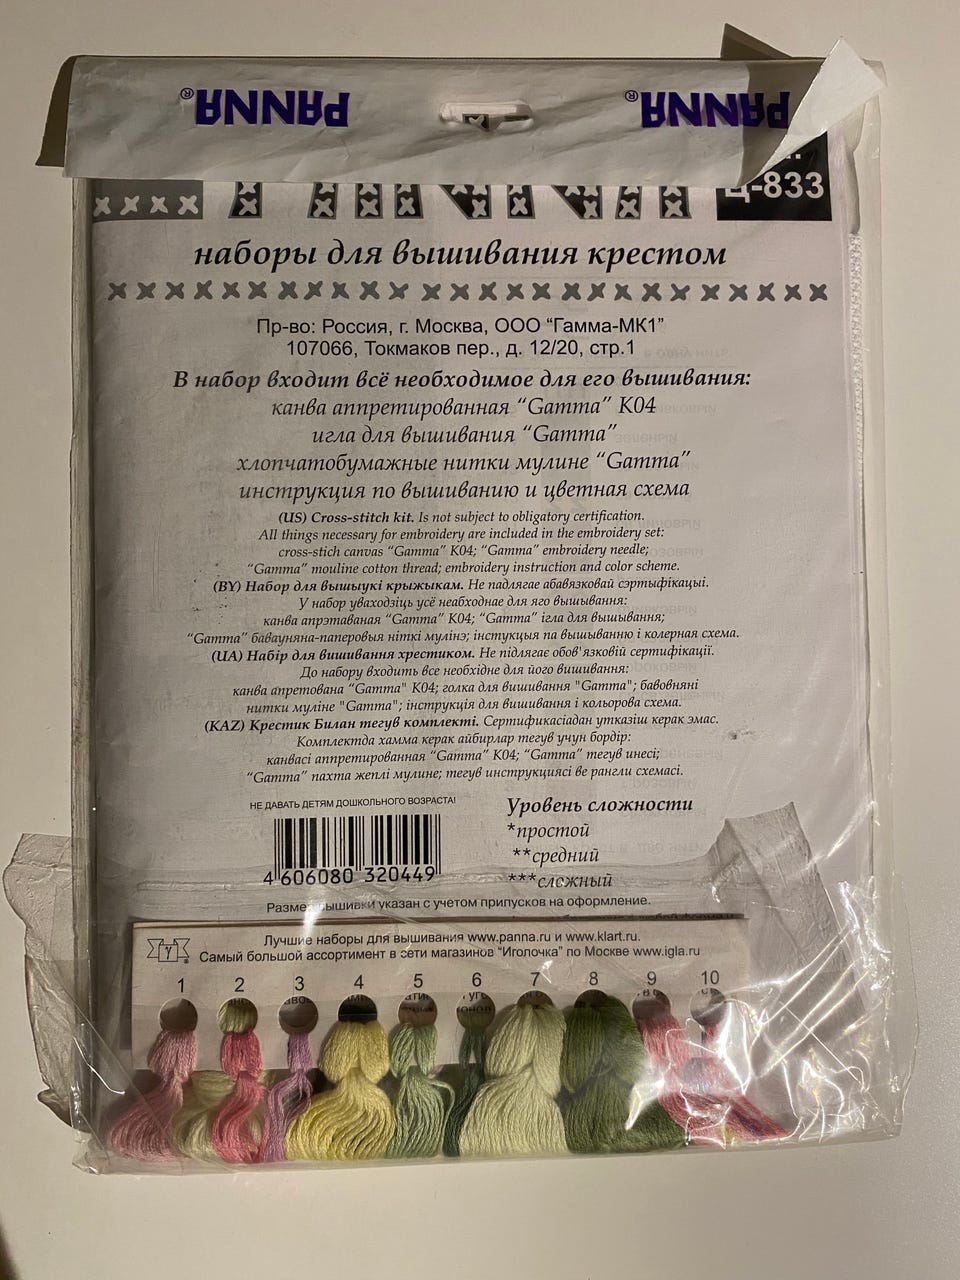 PANNA®
PANNA®
Ц-833
наборы для вышивания крестом
Пр-во: Россия, г. Москва, ООО “Гамма-МК1”
107066, Токмаков пер., д. 12/20, стр.1
В набор входит всё необходимое для его вышивания:
канва аппретированная “Gamma” K04
игла для вышивания “Gamma”
хлопчатобумажные нитки мулине “Gamma”
инструкция по вышиванию и цветная схема
(US) Cross-stitch kit. Is not subject to obligatory certification.
All things necessary for embroidery are included in the embroidery set:
cross-stich canvas “Gamma” K04; “Gamma” embroidery needle;
“Gamma” mouline cotton thread; embroidery instruction and color scheme.
(BY) Набор для вышыукі крыжыкам. Не падлягае абавязковай сэртыфікацыі.
У набор уваходзіць усё неабходнае для яго вышывання:
канва апрэтаваная “Gamma” K04; “Gamma” ігла для вышывання;
“Gamma” бавауняна-паперовыя ніткі мулінэ; інстукцыя па вышыванню і колерная схема.
(UA) Набір для вишивання хрестиком. Не підлягає обов'язковій сертифікації.
До набору входить все необхідне для його вишивання:
канва апретована “Gamma” K04; голка для вишивання "Gamma"; бавовняні
нитки муліне "Gamma"; інструкція для вишивання і кольорова схема.
(KAZ) Крестик Билан тегув комплекті. Сертификасіадан утказіш керак эмас.
Комплектда хамма керак айбирлар тегув учун бордір:
канвасі аппретированная “Gamma” K04; “Gamma” тегув инесі;
“Gamma” пахта жеплі мулине; тегув инструкциясі ве рангли схемасі.
НЕ ДАВАТЬ ДЕТЯМ ДОШКОЛЬНОГО ВОЗРАСТА!
Уровень сложности
*простой
**средний
***сложный
4 606080 320449
Размер вышивки указан с учетом припусков на оформление.
Лучшие наборы для вышивания www.panna.ru и www.klart.ru.
Самый большой ассортимент в сети магазинов “Иголочка” по Москве www.igla.ru
1 2 3 4 5 6 7 8 9 10